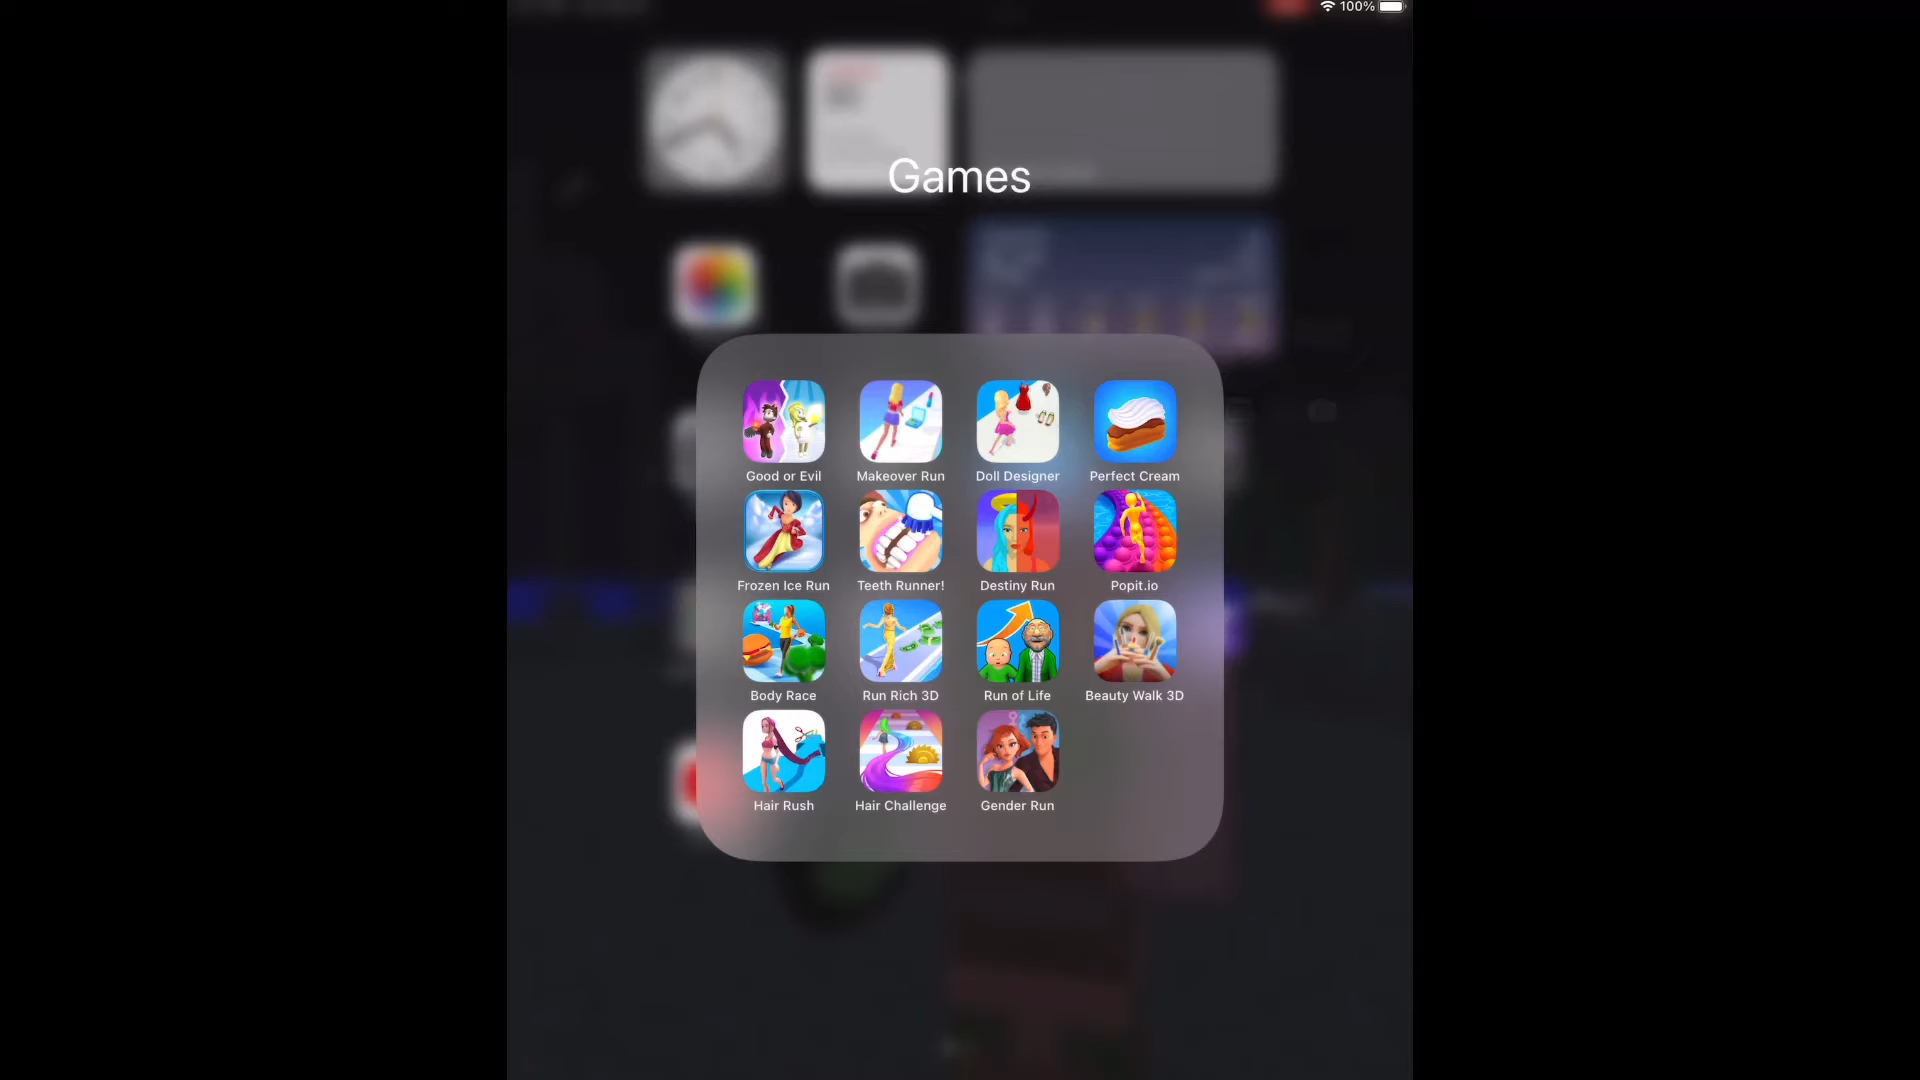 100%
Games
Good or Evil
Makeover Run
Doll Designer
Perfect Cream
Frozen Ice Run
Teeth Runner!
Destiny Run
Popit.io
Body Race
Run Rich 3D
Run of Life
Beauty Walk 3D
Hair Rush
Hair Challenge
Gender Run